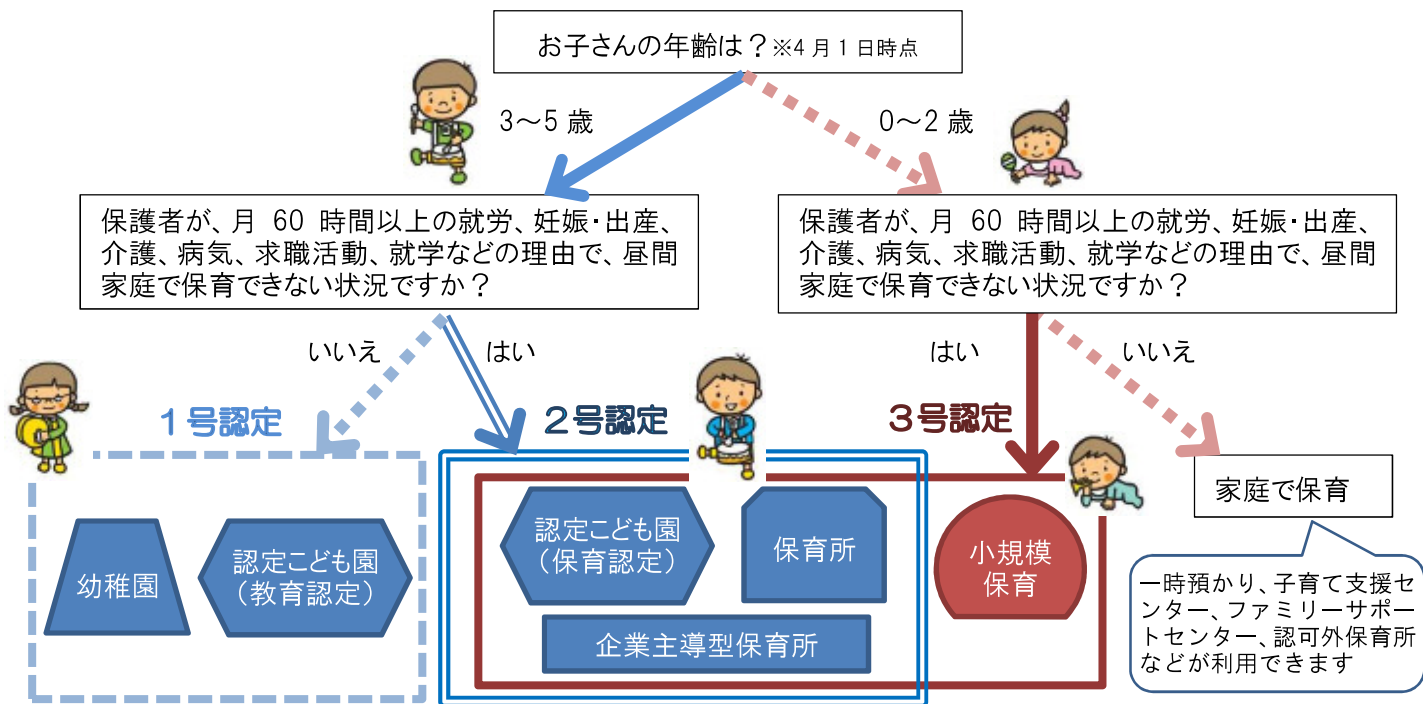 お子さんの年齢は？※4月1日時点
3～5歳
0～2歳
保護者が、月 60 時間以上の就労、妊娠・出産、
介護、病気、求職活動、就学などの理由で、昼間
家庭で保育できない状況ですか？
保護者が、月 60 時間以上の就労、妊娠・出産、
介護、病気、求職活動、就学などの理由で、昼間
家庭で保育できない状況ですか？
いいえ
はい
はい
いいえ
１号認定
２号認定
３号認定
幼稚園
認定こども園
（教育認定）
認定こども園
（保育認定）
保育所
企業主導型保育所
小規模
保育
家庭で保育
一時預かり、子育て支援セ
ンター、ファミリーサポー
トセンター、認可外保育所
などが利用できます